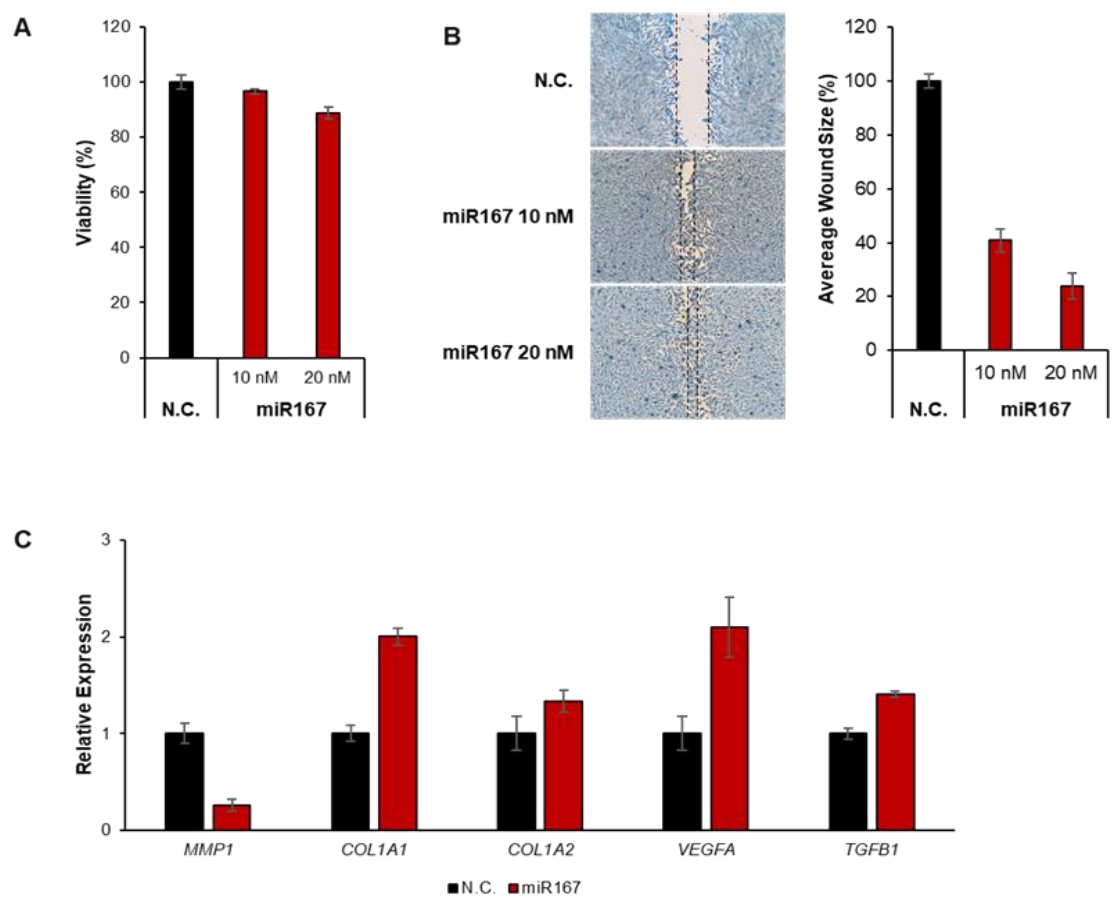 A
120
100
80
60
40
20
0
Viability (%)
10 nM 20 nM
N.C. miR167
B
N.C.
miR167 10 nM
miR167 20 nM
120
100
80
60
40
20
0
Avereage Wound Size (%)
10 nM 20 nM
N.C. miR167
C
3
2
1
0
Relative Expression
MMP1 COL1A1 COL1A2 VEGFA TGFB1
N.C. miR167